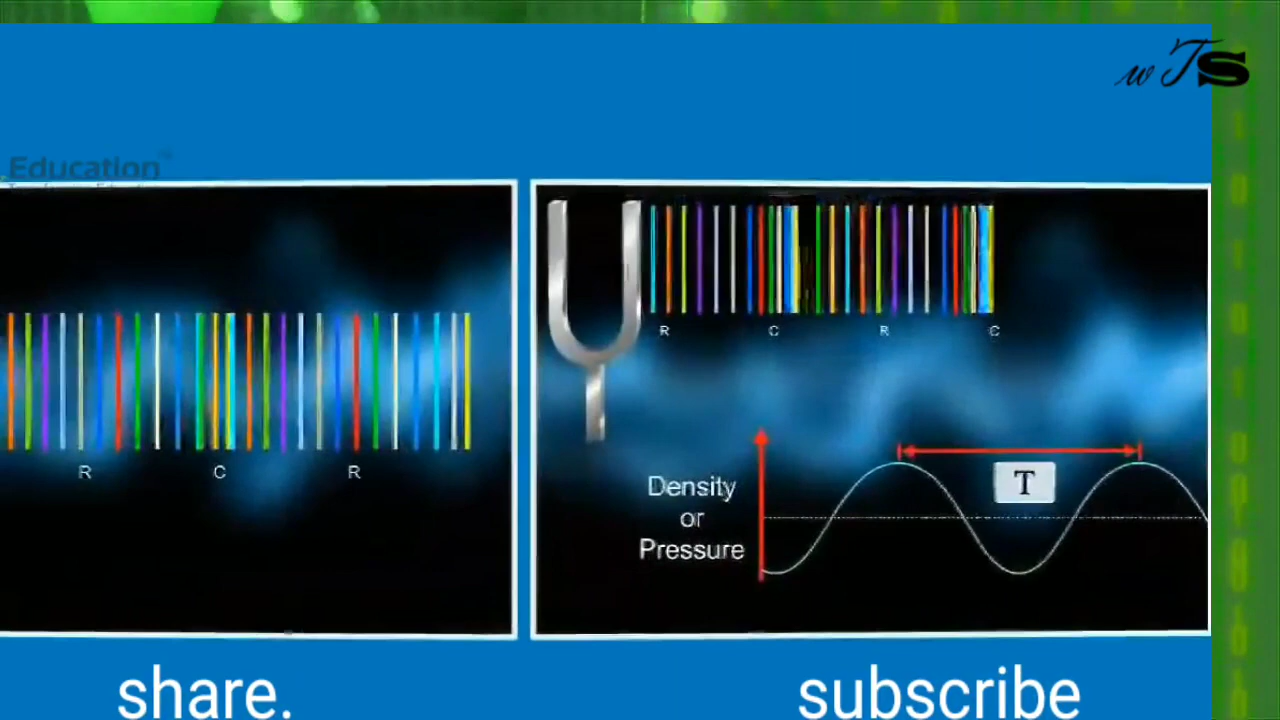 wTS
Education
R C R
R C R C
Density
or
Pressure
T
share.
subscribe